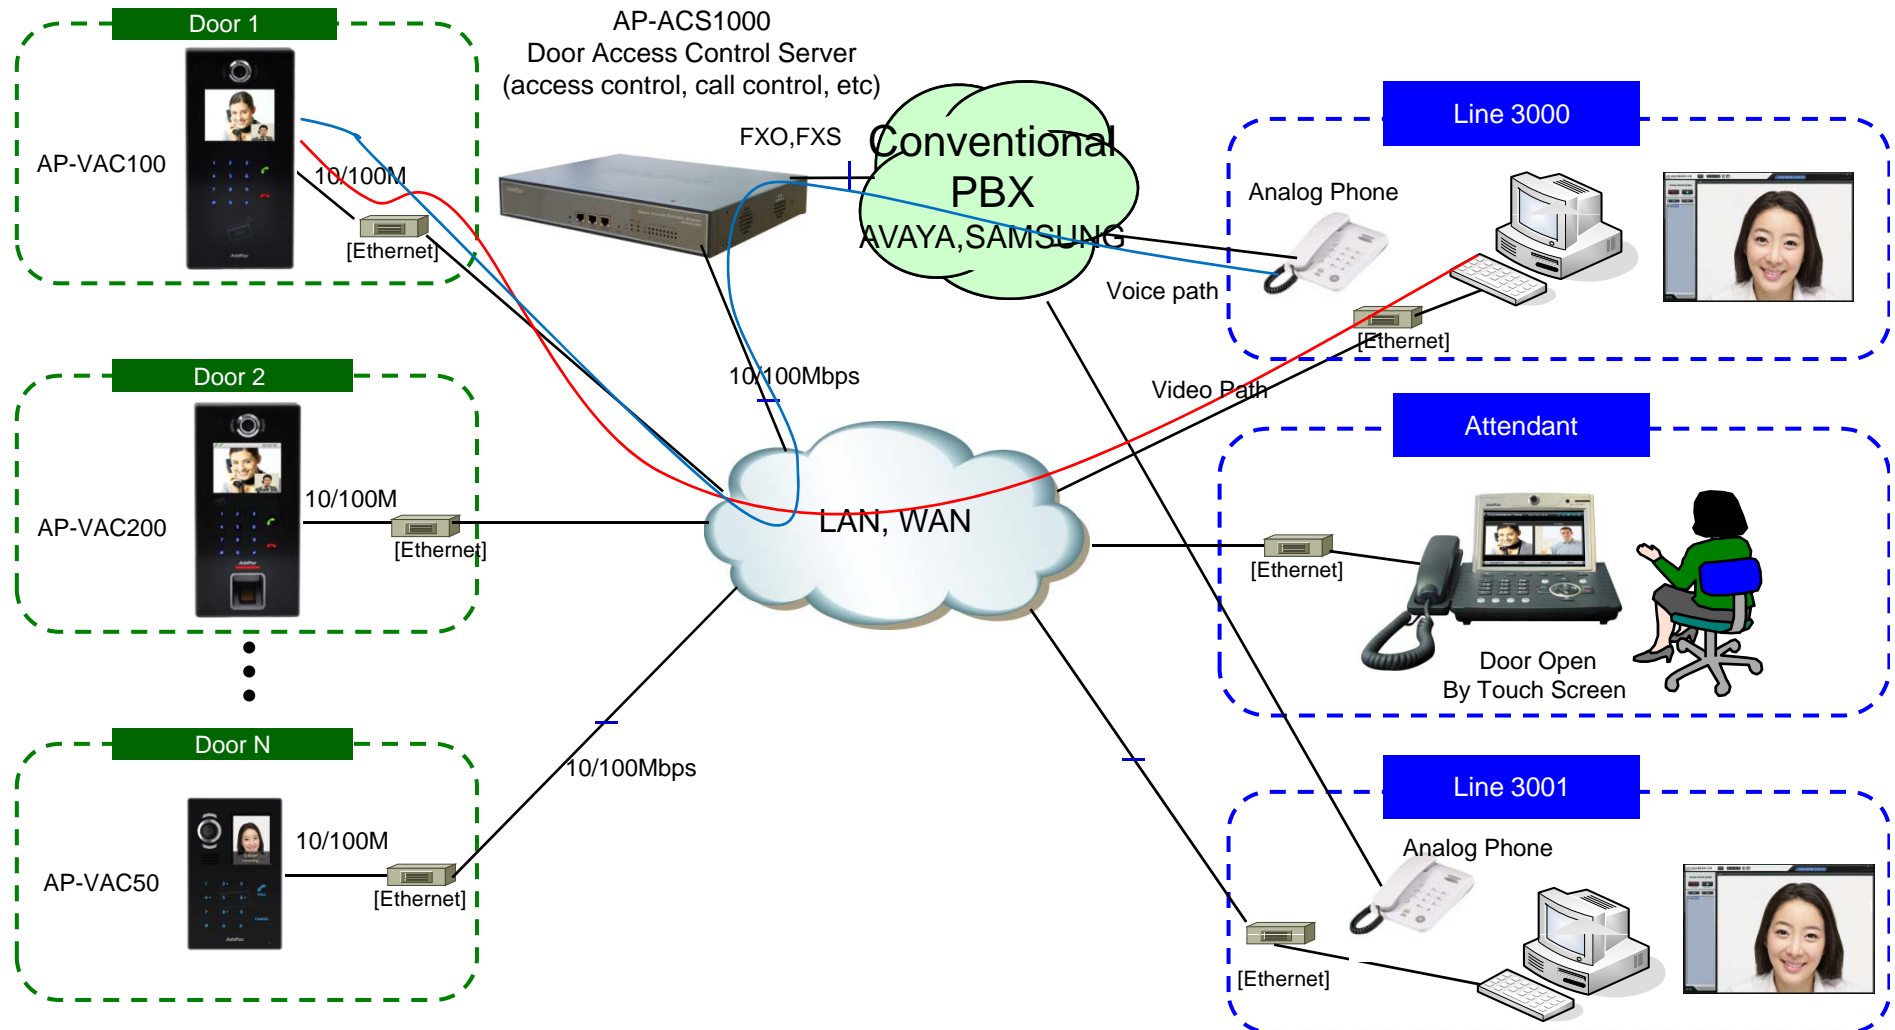 Door 1
AP-ACS1000
Door Access Control Server
(access control, call control, etc)
FXO,FXS
AP-VAC100
10/100M
[Ethernet]
Conventional
PBX
AVAYA,SAMSUNG
Line 3000
Analog Phone
Voice path
[Ethernet]
Door 2
10/100Mbps
Video Path
AP-VAC200
10/100M
[Ethernet]
LAN, WAN
Attendant
[Ethernet]
Door Open
By Touch Screen
Door N
10/100Mbps
AP-VAC50
10/100M
[Ethernet]
Line 3001
Analog Phone
[Ethernet]